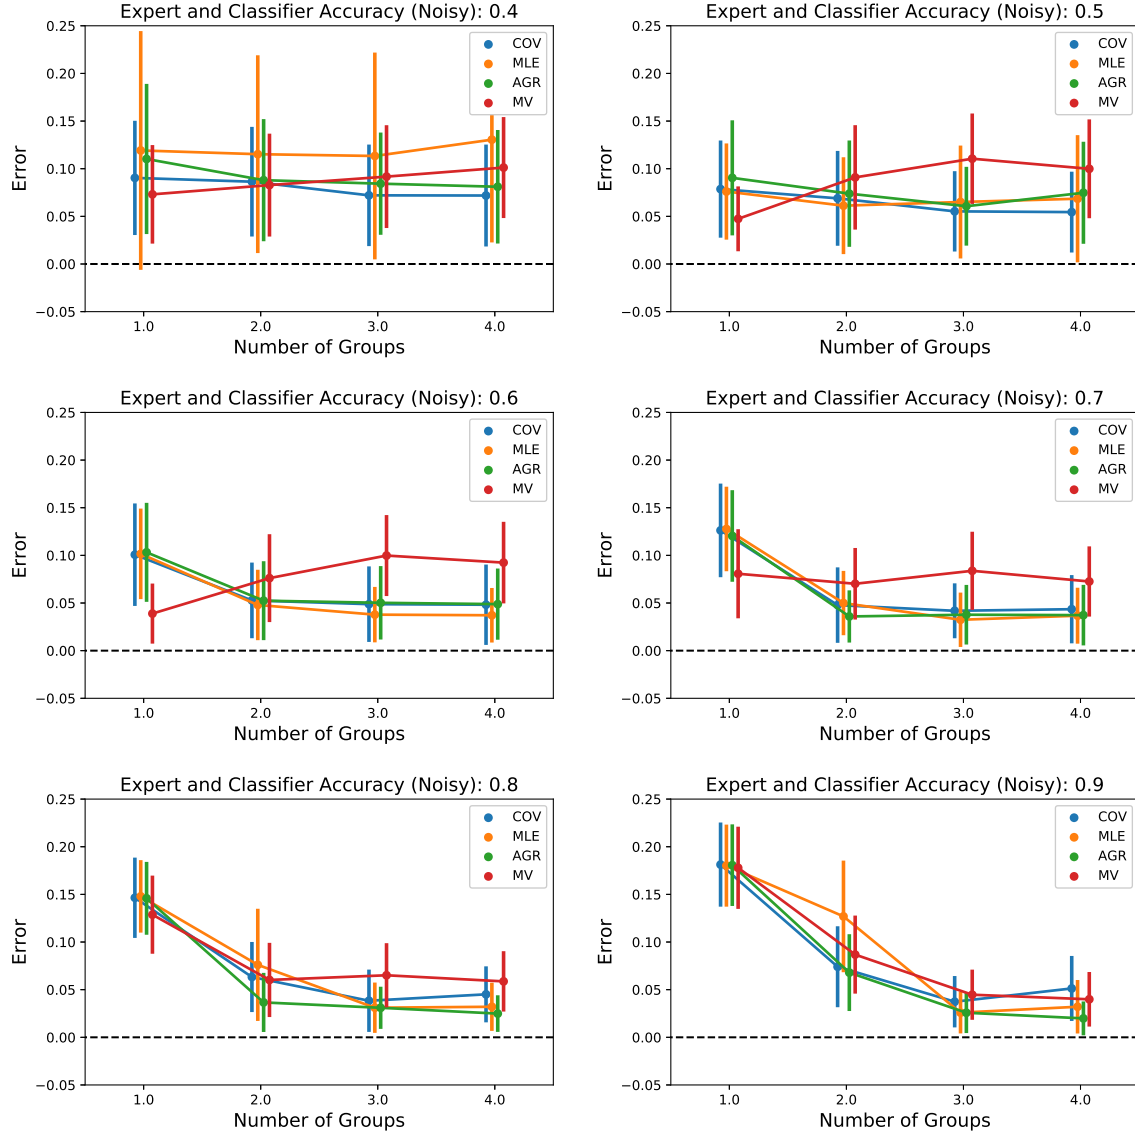 Expert and Classifier Accuracy (Noisy): 0.4
0.25
0.20
0.15
0.10
0.05
0.00
−0.05
Error
COV
MLE
AGR
MV
1.0 2.0 3.0 4.0
Number of Groups
Expert and Classifier Accuracy (Noisy): 0.5
0.25
0.20
0.15
0.10
0.05
0.00
−0.05
Error
COV
MLE
AGR
MV
1.0 2.0 3.0 4.0
Number of Groups
Expert and Classifier Accuracy (Noisy): 0.6
0.25
0.20
0.15
0.10
0.05
0.00
−0.05
Error
COV
MLE
AGR
MV
1.0 2.0 3.0 4.0
Number of Groups
Expert and Classifier Accuracy (Noisy): 0.7
0.25
0.20
0.15
0.10
0.05
0.00
−0.05
Error
COV
MLE
AGR
MV
1.0 2.0 3.0 4.0
Number of Groups
Expert and Classifier Accuracy (Noisy): 0.8
0.25
0.20
0.15
0.10
0.05
0.00
−0.05
Error
COV
MLE
AGR
MV
1.0 2.0 3.0 4.0
Number of Groups
Expert and Classifier Accuracy (Noisy): 0.9
0.25
0.20
0.15
0.10
0.05
0.00
−0.05
Error
COV
MLE
AGR
MV
1.0 2.0 3.0 4.0
Number of Groups